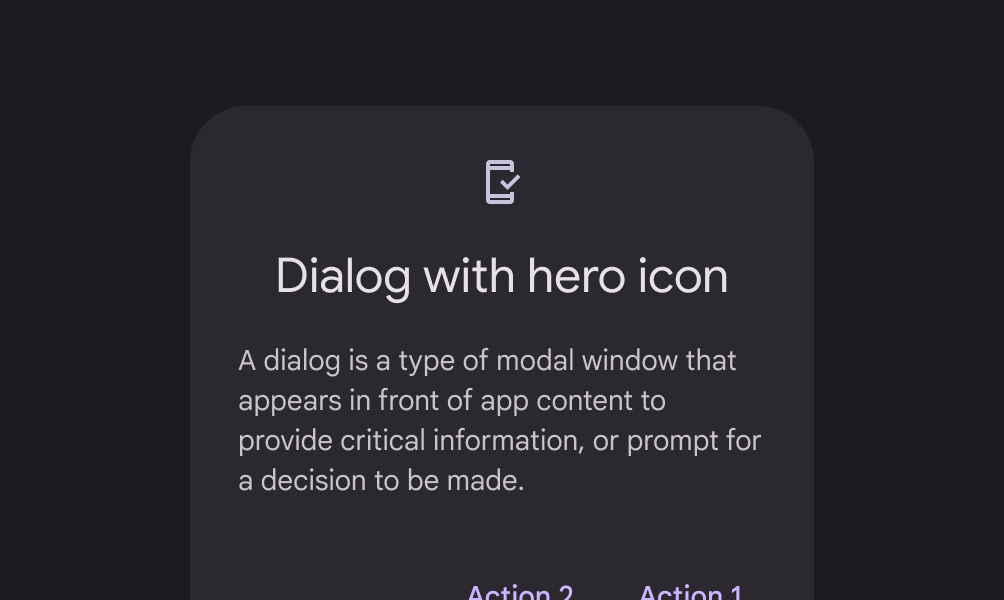 Dialog with hero icon
A dialog is a type of modal window that
appears in front of app content to
provide critical information, or prompt for
a decision to be made.
Action 2 Action 1